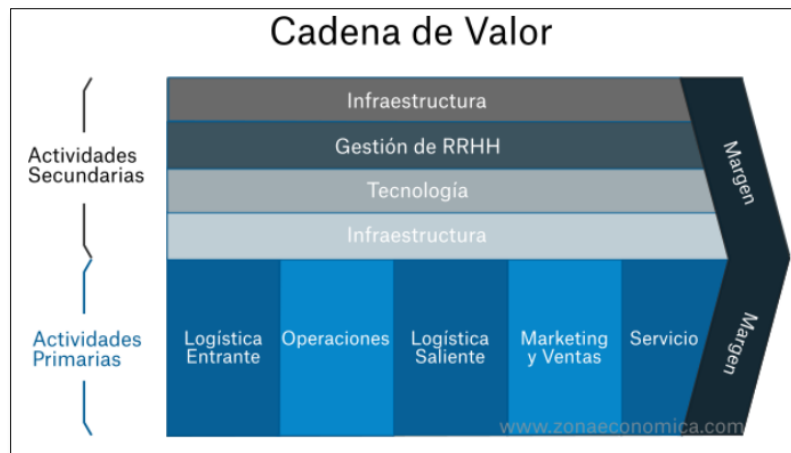 Cadena de Valor
Actividades
Secundarias
Infraestructura
Gestión de RRHH
Tecnología
Infraestructura
Margen
Actividades
Primarias
Logística
Entrante
Operaciones
Logística
Saliente
Marketing
y Ventas
Servicio
Margen
www.zonaeconomica.com